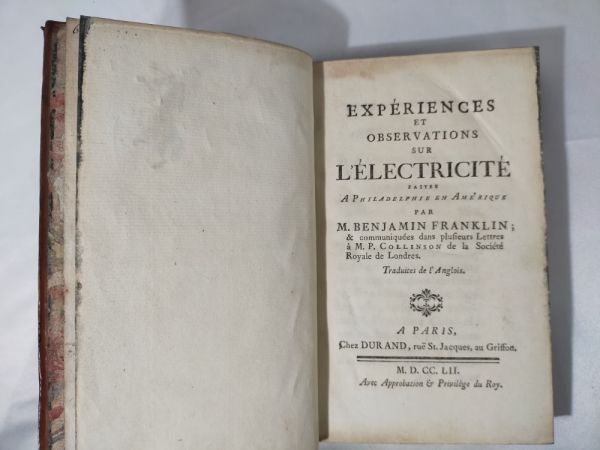 EXPÉRIENCES
ET
OBSERVATIONS
SUR
L'ÉLECTRICITÉ
FAITES
A PHILADELPHIE EN AMÉRIQUE
PAR
M. BENJAMIN FRANKLIN;
& communiquées dans plusieurs Lettres
à M. P. COLLINSON de la Société
Royale de Londres.
Traduites de l'Anglois.
A PARIS,
Chez DURAND, ruë St. Jacques, au Griffon.
M. D. CC. LII.
Avec Approbation & Privilége du Roy.